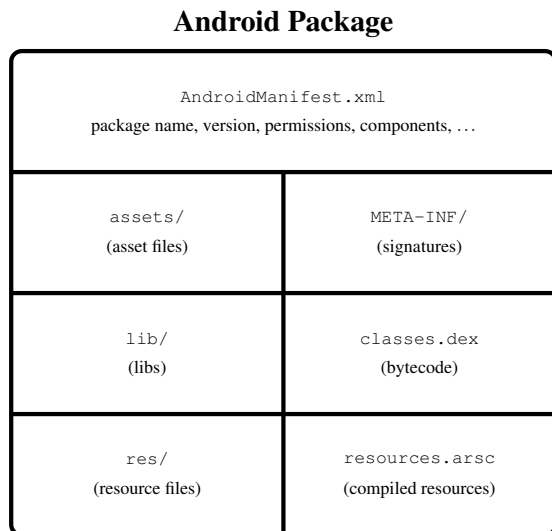 Android Package
AndroidManifest.xml
package name, version, permissions, components, …
assets/
(asset files)
META-INF/
(signatures)
lib/
(libs)
classes.dex
(bytecode)
res/
(resource files)
resources.arsc
(compiled resources)